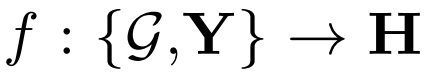 f : {𝒢,𝐘} → 𝐇